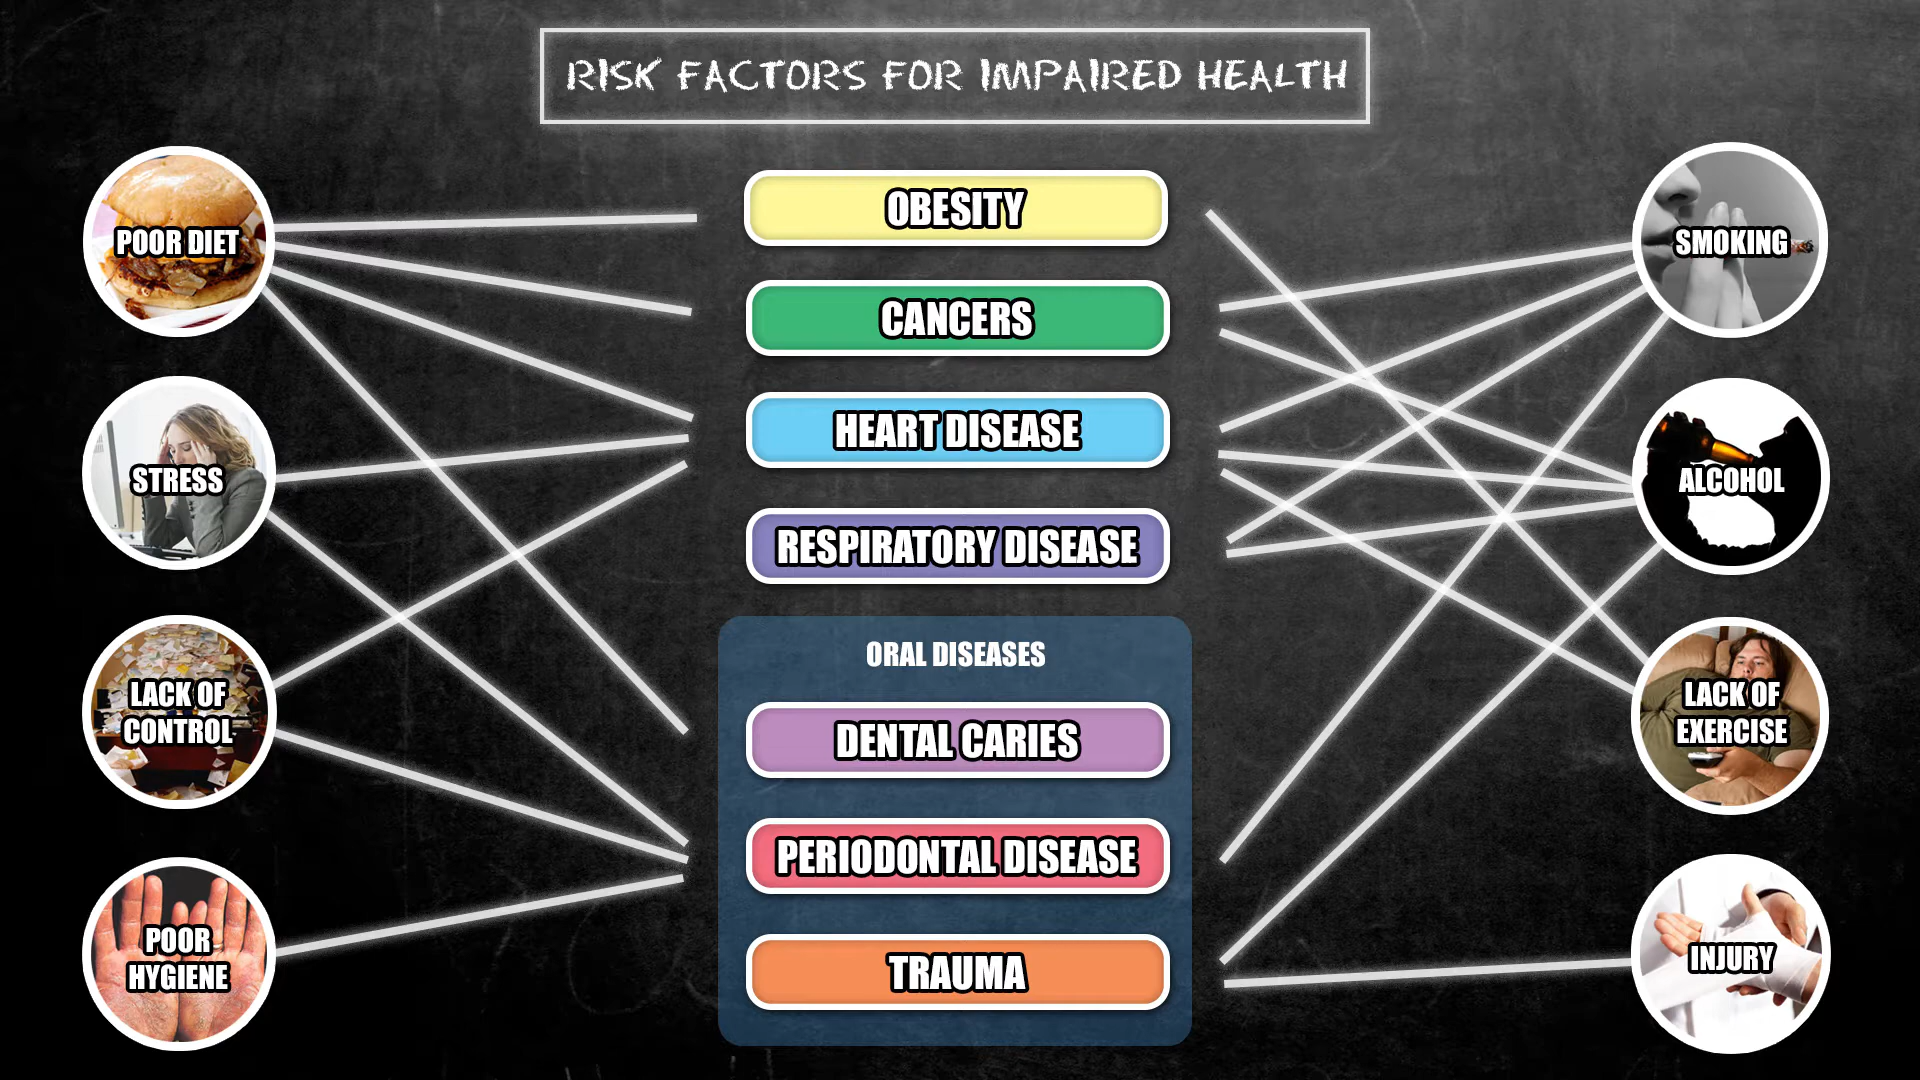 RISK FACTORS FOR IMPAIRED HEALTH
POOR DIET
STRESS
LACK OF
CONTROL
POOR
HYGIENE
OBESITY
CANCERS
HEART DISEASE
RESPIRATORY DISEASE
ORAL DISEASES
DENTAL CARIES
PERIODONTAL DISEASE
TRAUMA
SMOKING
ALCOHOL
LACK OF
EXERCISE
INJURY